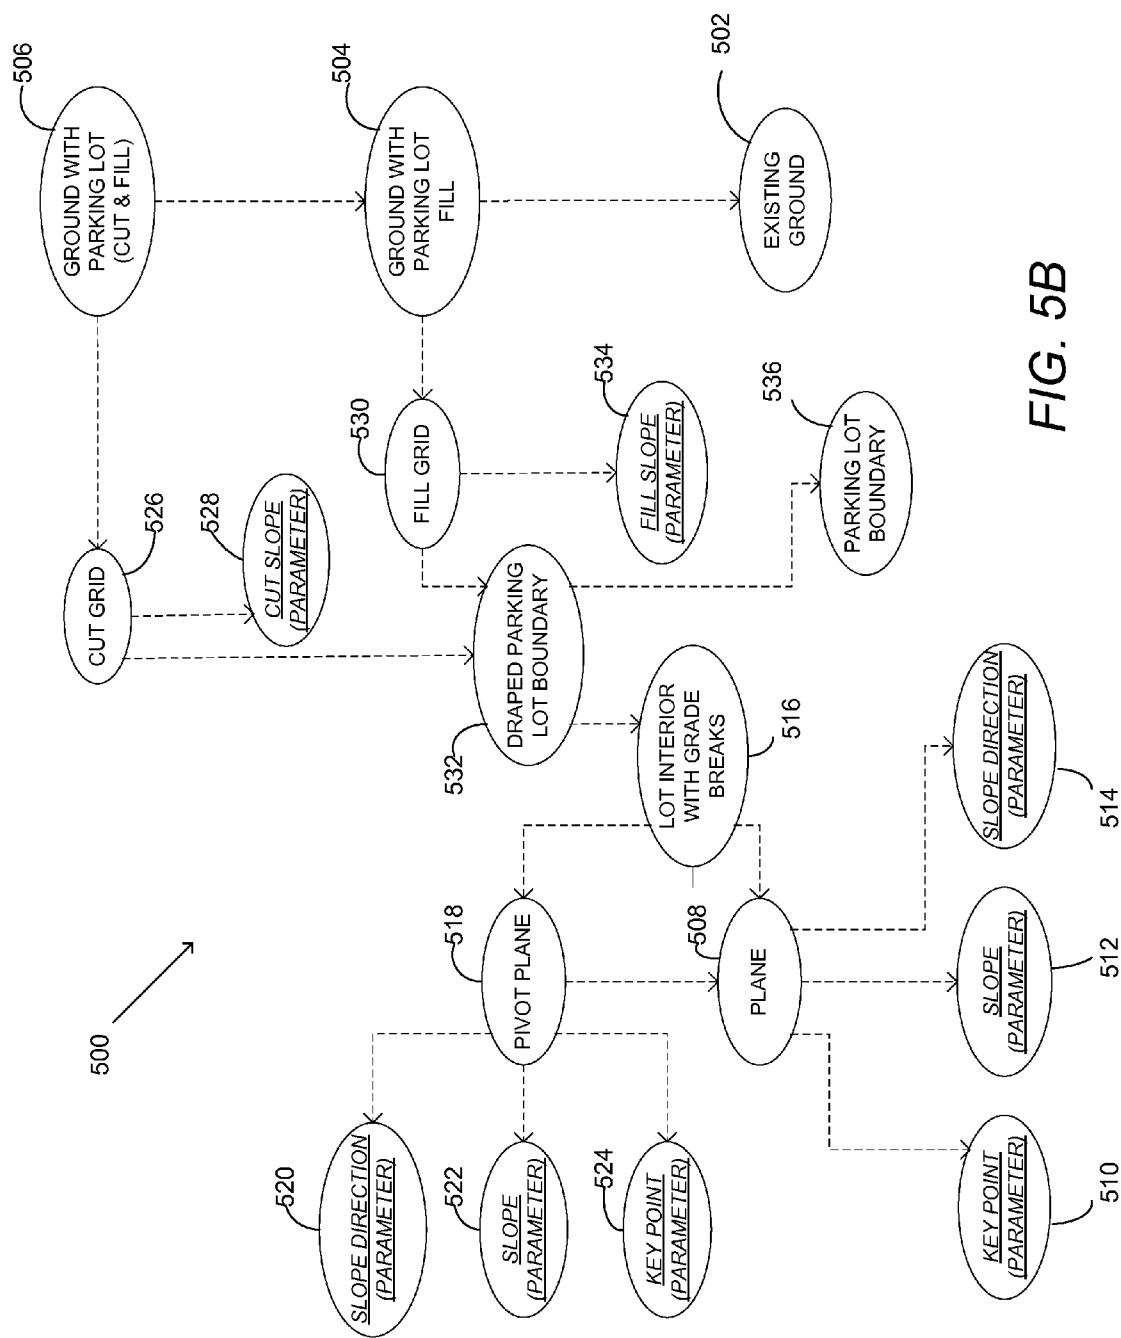 500
506
GROUND WITH
PARKING LOT
(CUT & FILL)
504
GROUND WITH
PARKING LOT
FILL
502
EXISTING
GROUND
526
CUT GRID
528
CUT SLOPE
(PARAMETER)
530
FILL GRID
534
FILL SLOPE
(PARAMETER)
532
DRAPED PARKING
LOT BOUNDARY
536
PARKING LOT
BOUNDARY
516
LOT INTERIOR
WITH GRADE
BREAKS
518
PIVOT PLANE
508
PLANE
520
SLOPE DIRECTION
(PARAMETER)
522
SLOPE
(PARAMETER)
524
KEY POINT
(PARAMETER)
510
KEY POINT
(PARAMETER)
512
SLOPE
(PARAMETER)
514
SLOPE DIRECTION
(PARAMETER)
FIG. 5B